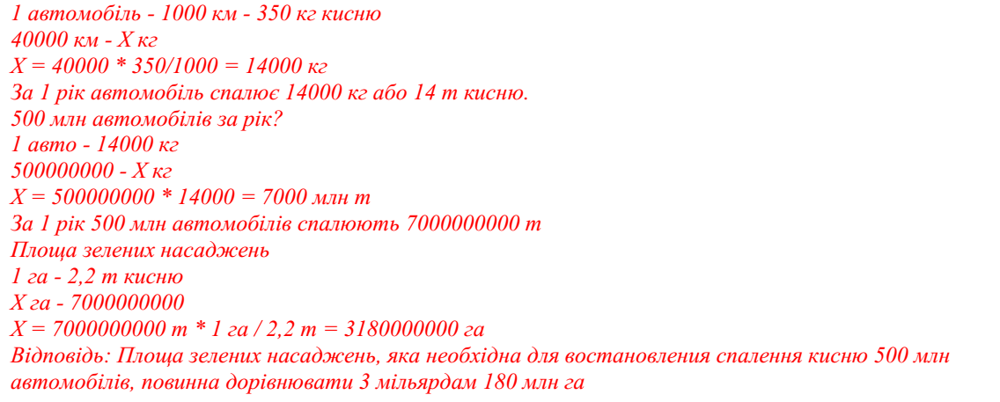 1 автомобіль - 1000 км - 350 кг кисню
40000 км - X кг
X = 40000 * 350/1000 = 14000 кг
За 1 рік автомобіль спалює 14000 кг або 14 т кисню.
500 млн автомобілів за рік?
1 авто - 14000 кг
500000000 - X кг
X = 500000000 * 14000 = 7000 млн т
За 1 рік 500 млн автомобілів спалюють 7000000000 т
Площа зелених насаджень
1 га - 2,2 т кисню
X га - 7000000000
X = 7000000000 т * 1 га / 2,2 т = 3180000000 га
Відповідь: Площа зелених насаджень, яка необхідна для востановления спалення кисню 500 млн
автомобілів, повинна дорівнювати 3 мільярдам 180 млн га